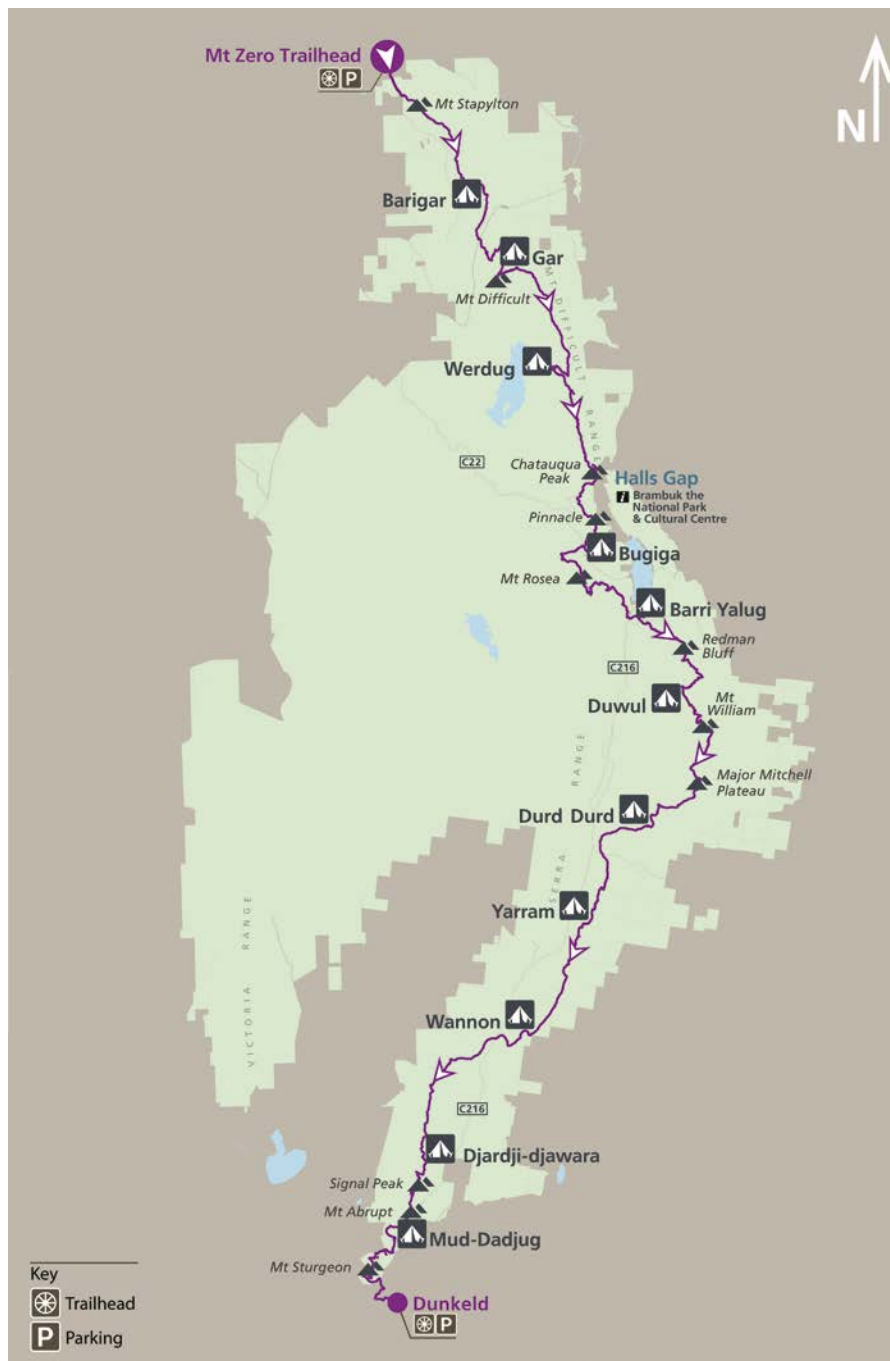 Mt Zero Trailhead
P
Mt Stapylton
N
Barigar
Gar
Mt Difficult
MT DIFFICULT RANGE
Werdug
C22
Chatauqua
Peak
Halls Gap
i Brambuk the
National Park
& Cultural Centre
Pinnacle
Bugiga
Mt Rosea
Barri Yalug
Redman
Bluff
C216
Duwul
Mt
William
Major Mitchell
Plateau
SERRA RANGE
Durd Durd
Yarram
VICTORIA RANGE
Wannon
C216
Djardji-djawara
Signal Peak
Mt Abrupt
Mud-Dadjug
Mt Sturgeon
Dunkeld
P
Key
Trailhead
P Parking